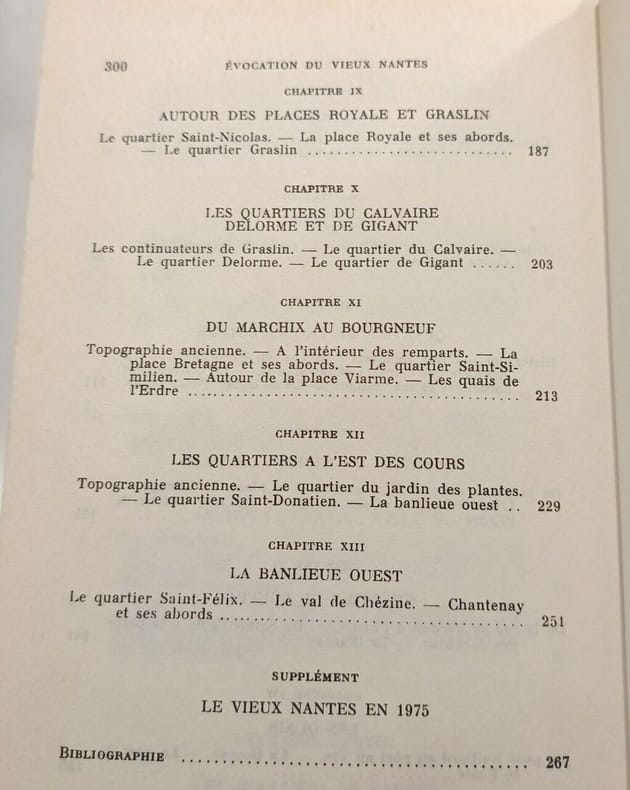 300 ÉVOCATION DU VIEUX NANTES
CHAPITRE IX
AUTOUR DES PLACES ROYALE ET GRASLIN
Le quartier Saint-Nicolas. — La place Royale et ses abords.
— Le quartier Graslin .......................... 187
CHAPITRE X
LES QUARTIERS DU CALVAIRE
DELORME ET DE GIGANT
Les continuateurs de Graslin. — Le quartier du Calvaire. —
Le quartier Delorme. — Le quartier de Gigant ...... 203
CHAPITRE XI
DU MARCHIX AU BOURGNEUF
Topographie ancienne. — A l'intérieur des remparts. — La
place Bretagne et ses abords. — Le quartier Saint-Si-
milien. — Autour de la place Viarme. — Les quais de
l'Erdre .......................................... 213
CHAPITRE XII
LES QUARTIERS A L'EST DES COURS
Topographie ancienne. — Le quartier du jardin des plantes.
— Le quartier Saint-Donatien. — La banlieue ouest .. 229
CHAPITRE XIII
LA BANLIEUE OUEST
Le quartier Saint-Félix. — Le val de Chézine. — Chantenay
et ses abords ...................................... 251
SUPPLÉMENT
LE VIEUX NANTES EN 1975
BIBLIOGRAPHIE ........................................ 267